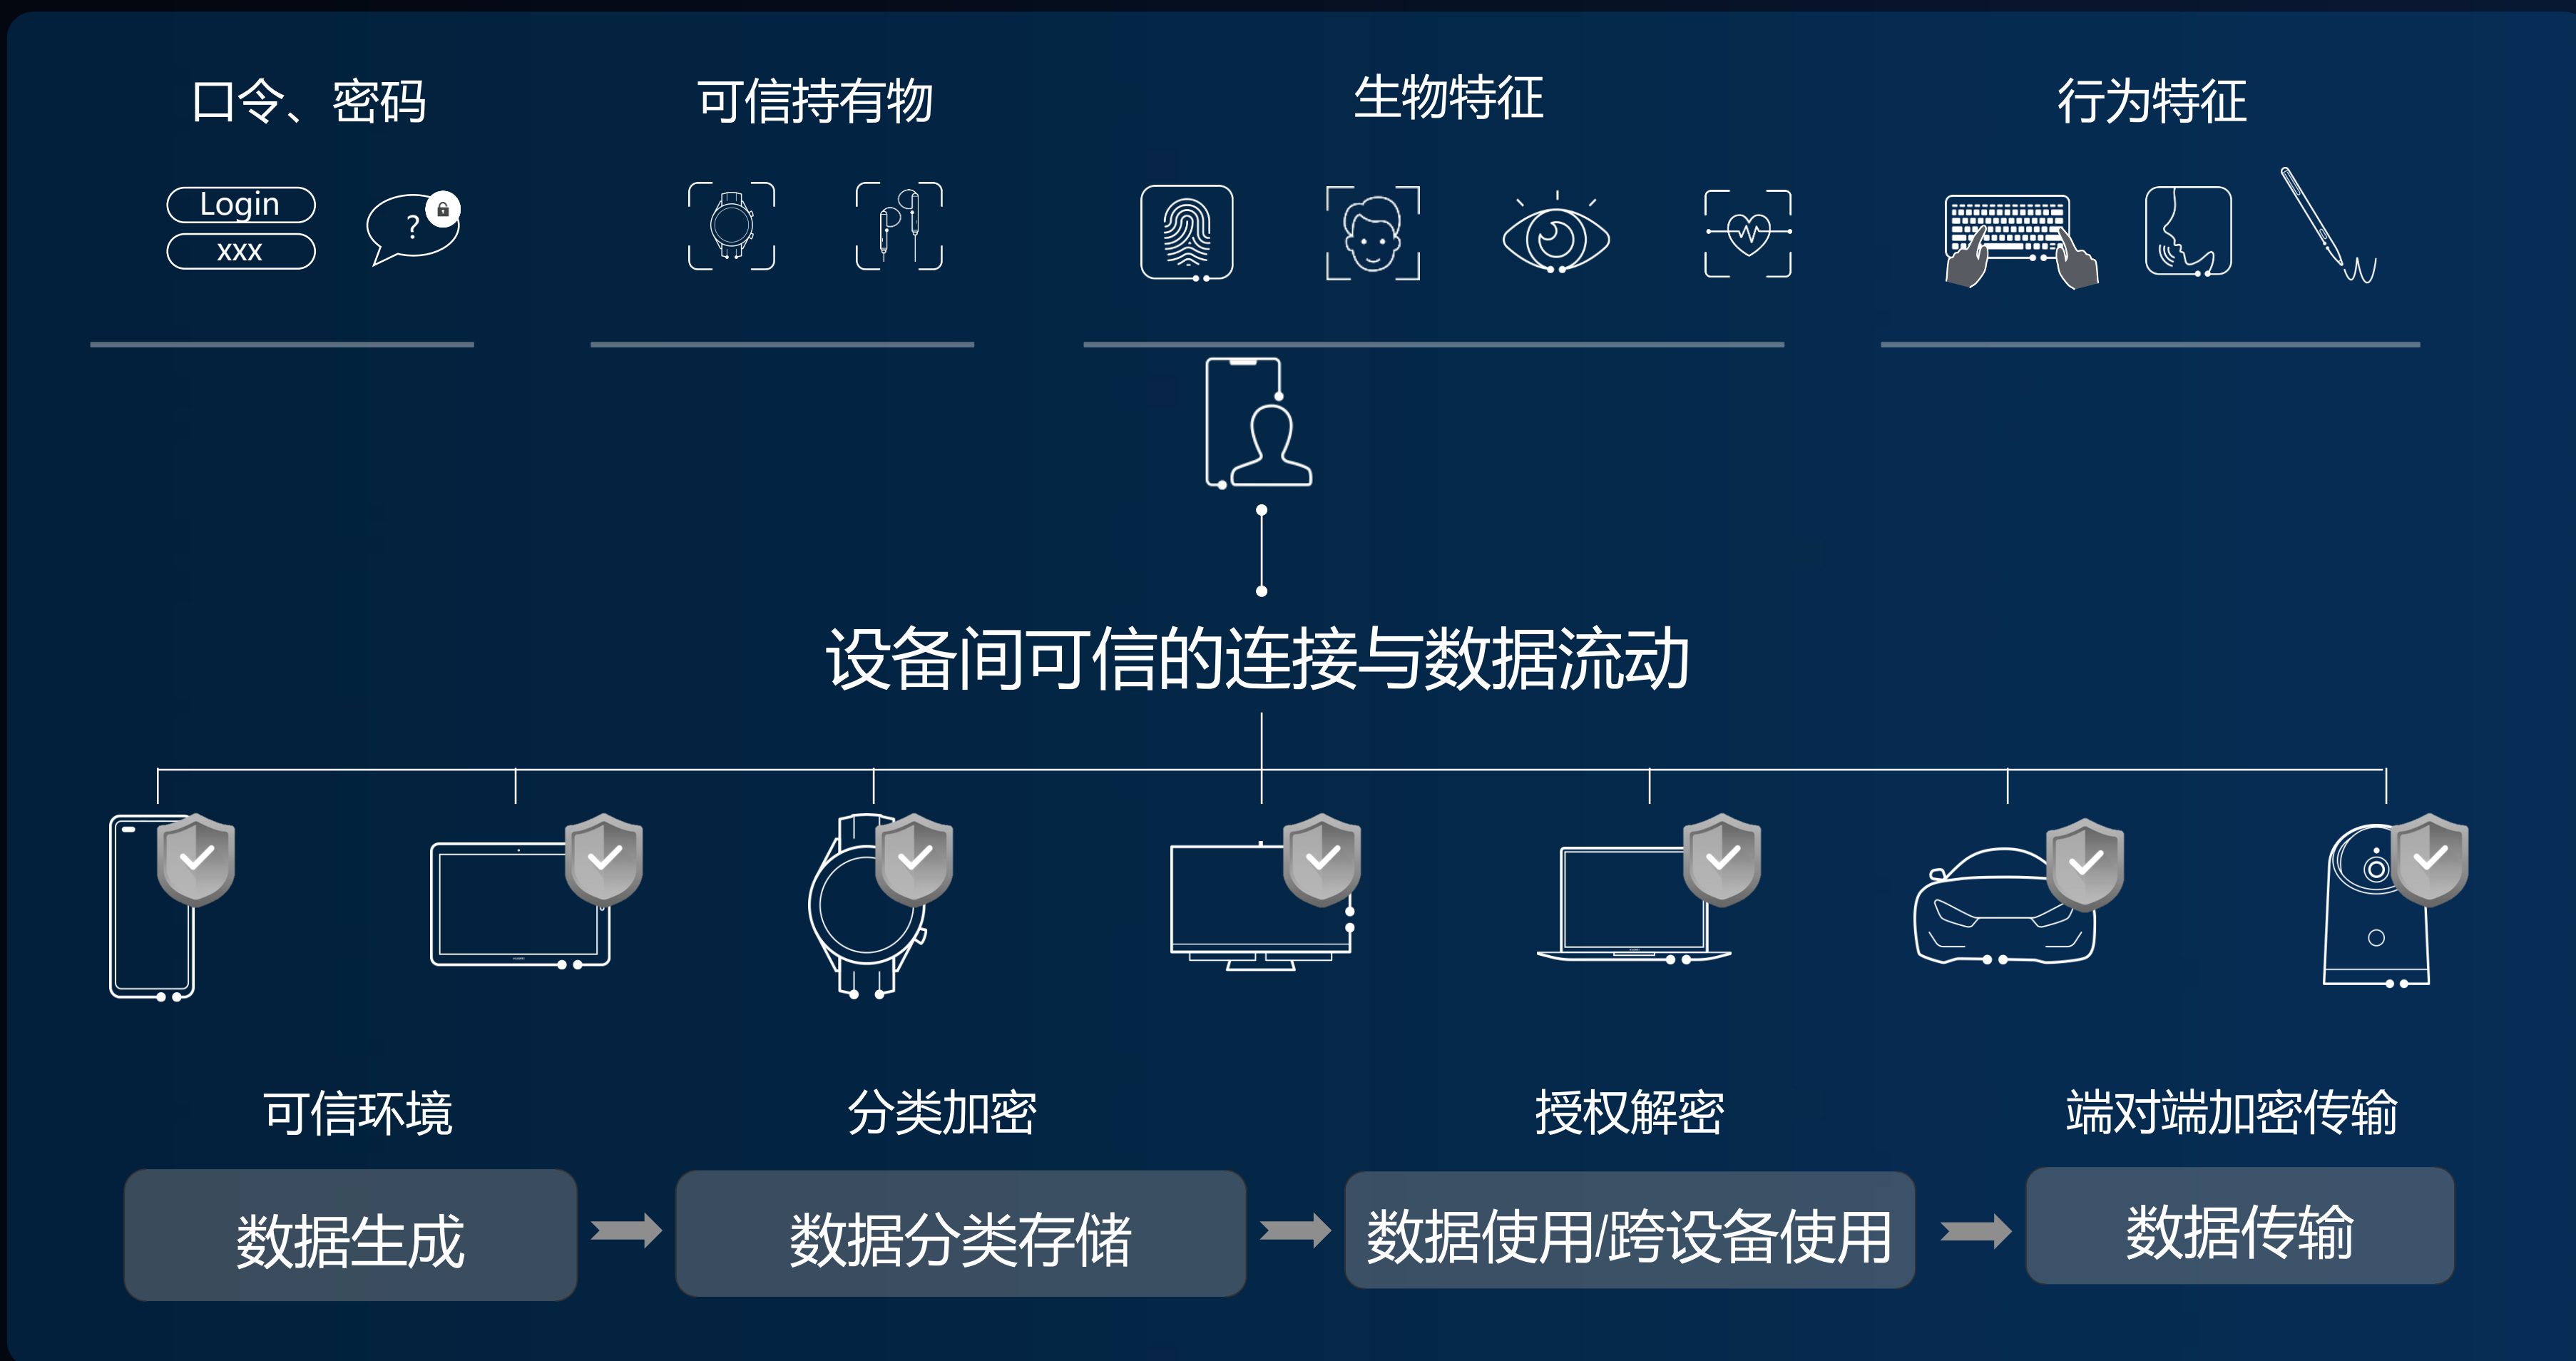 口令、密码
可信持有物
生物特征
行为特征
Login
xxx
?
设备间可信的连接与数据流动
可信环境
分类加密
授权解密
端对端加密传输
数据生成
数据分类存储
数据使用/跨设备使用
数据传输